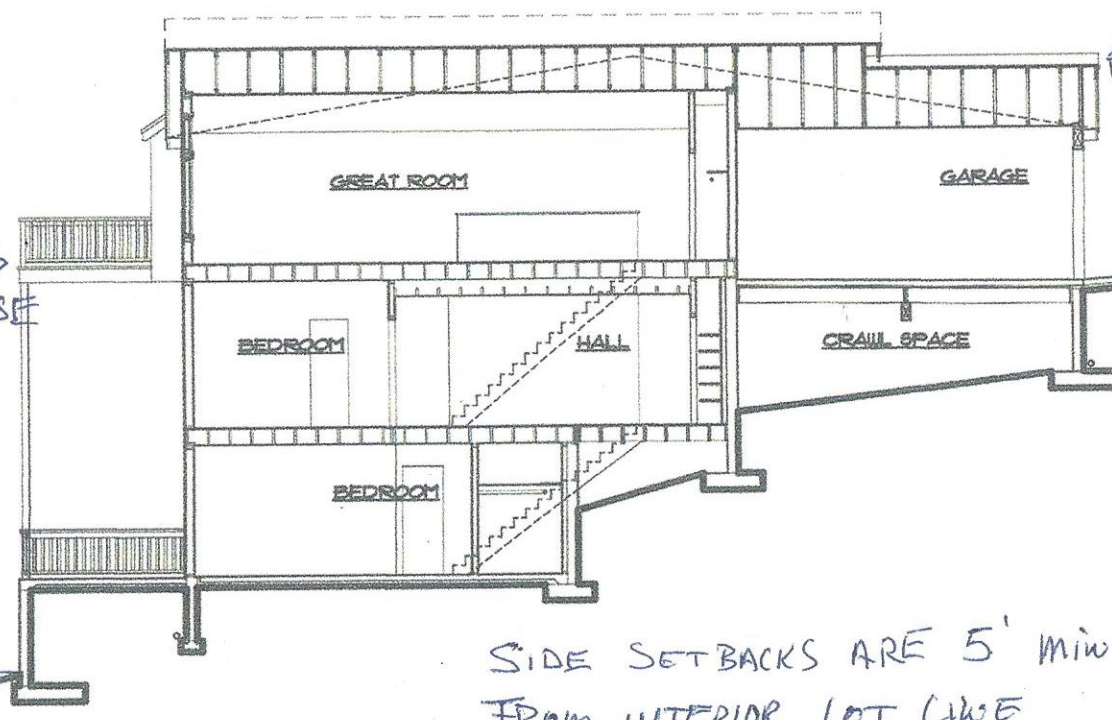 GREAT ROOM
GARAGE
BEDROOM
HALL
CRAWL SPACE
BEDROOM
SIDE SETBACKS ARE 5' MIN
FROM INTERIOR LOT LINE